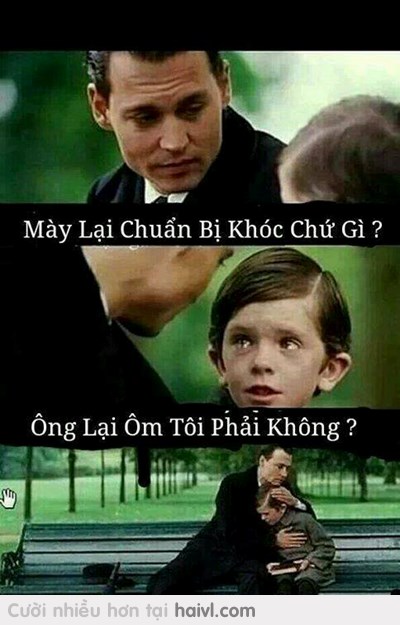 Mày Lại Chuẩn Bị Khóc Chứ Gì ?
Ông Lại Ôm Tôi Phải Không ?
Cười nhiều hơn tại haivl.com